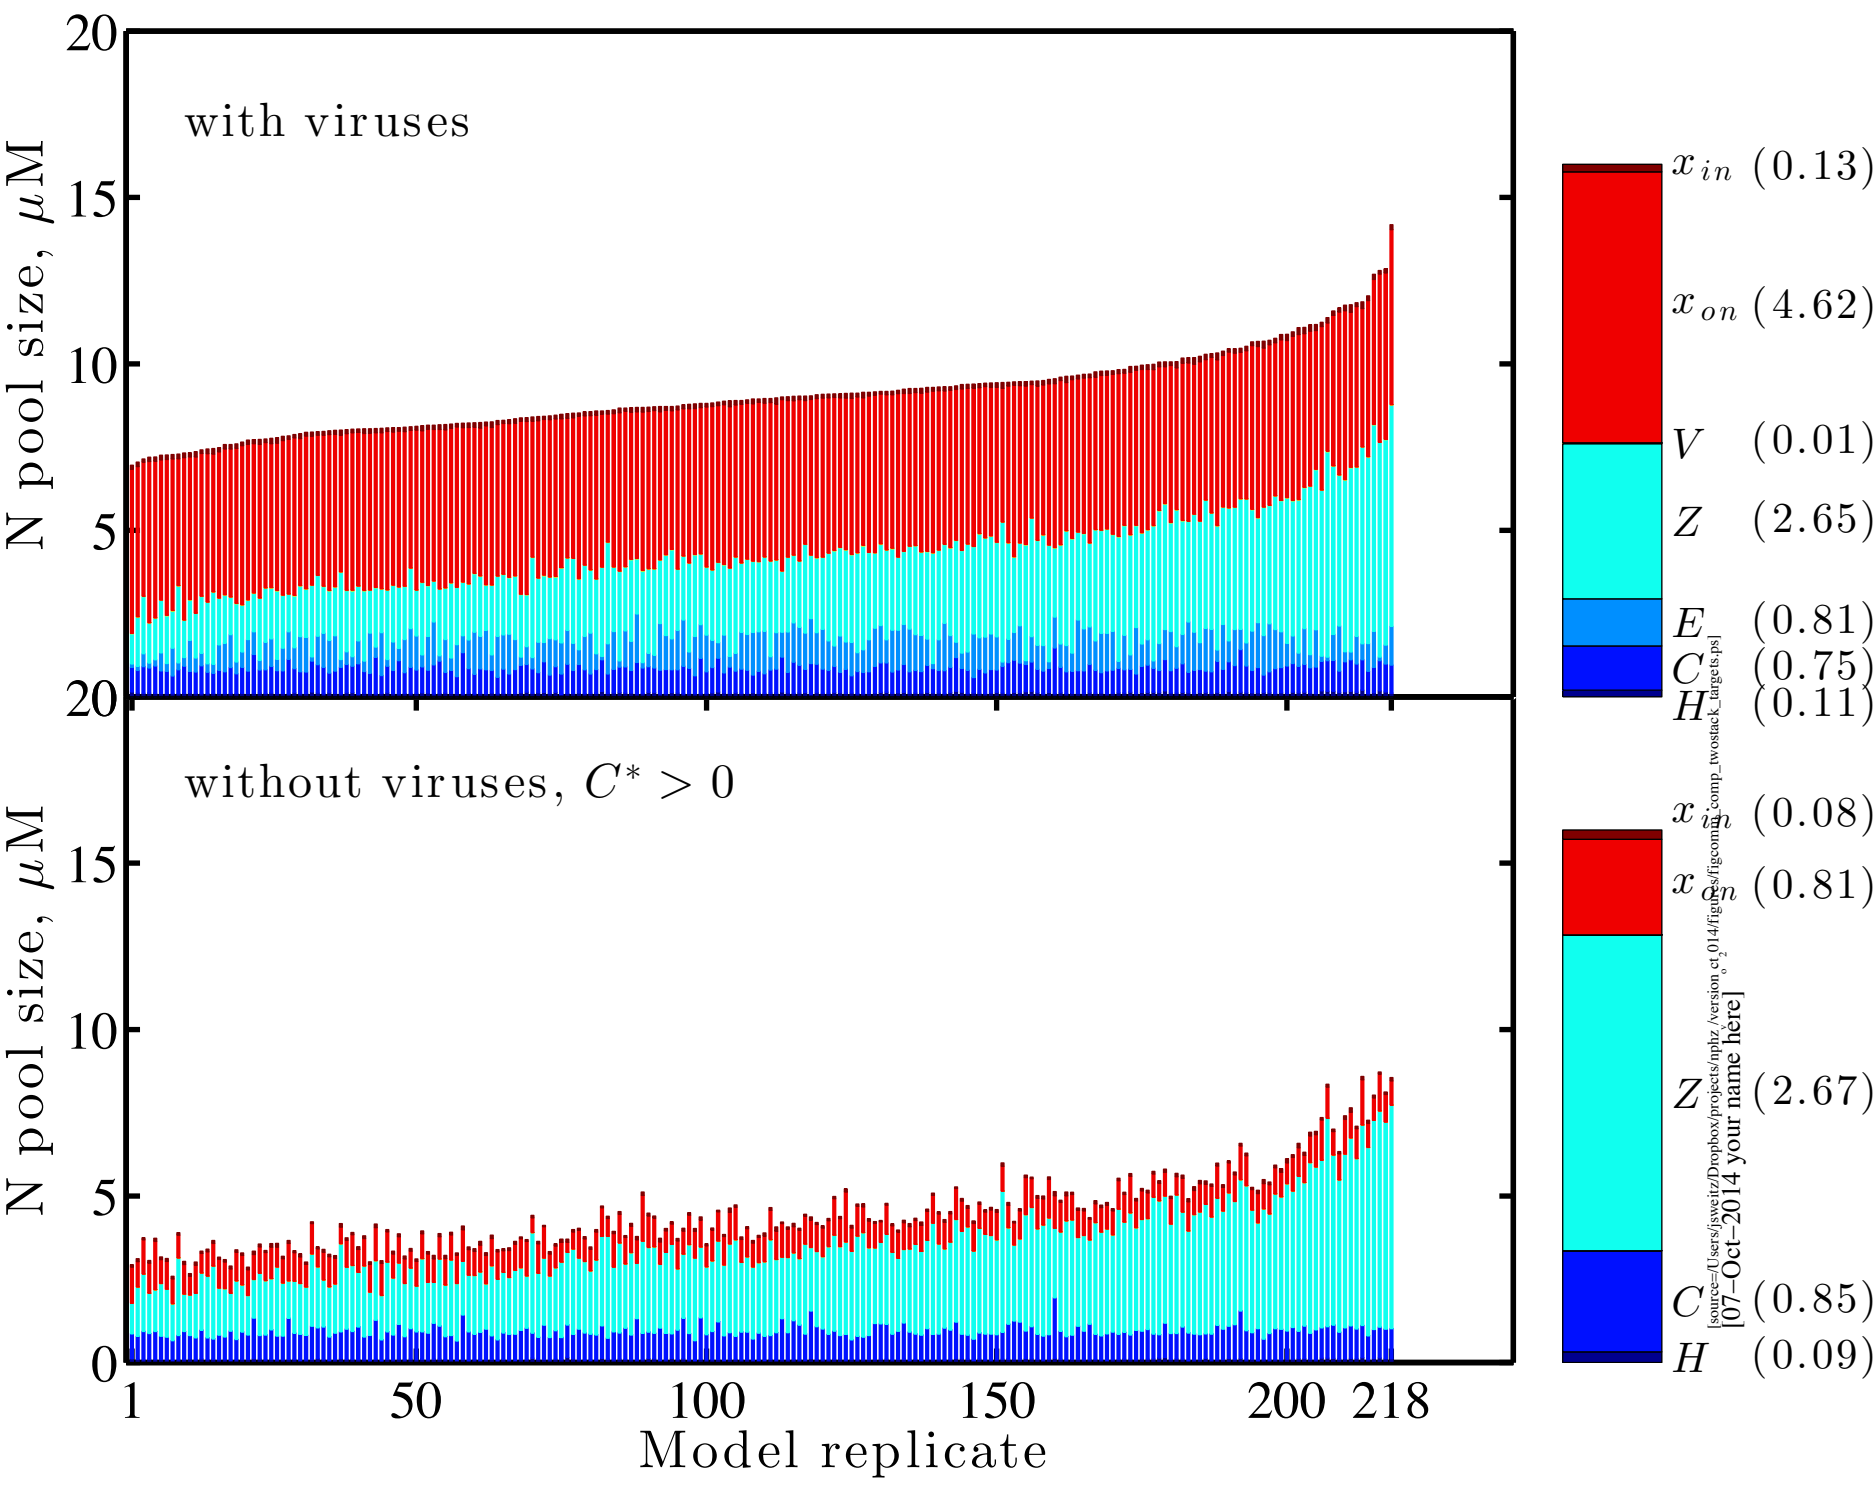 20
15
10
5
N pool size, μM
with viruses
x_in (0.13)
x_on (4.62)
V (0.01)
Z (2.65)
E (0.81)
C (0.75)
H (0.11)
20
15
10
5
0
N pool size, μM
without viruses, C* > 0
x_in (0.08)
x_on (0.81)
Z (2.67)
C (0.85)
H (0.09)
1 50 100 150 200 218
Model replicate
[07–Oct–2014 your name here]